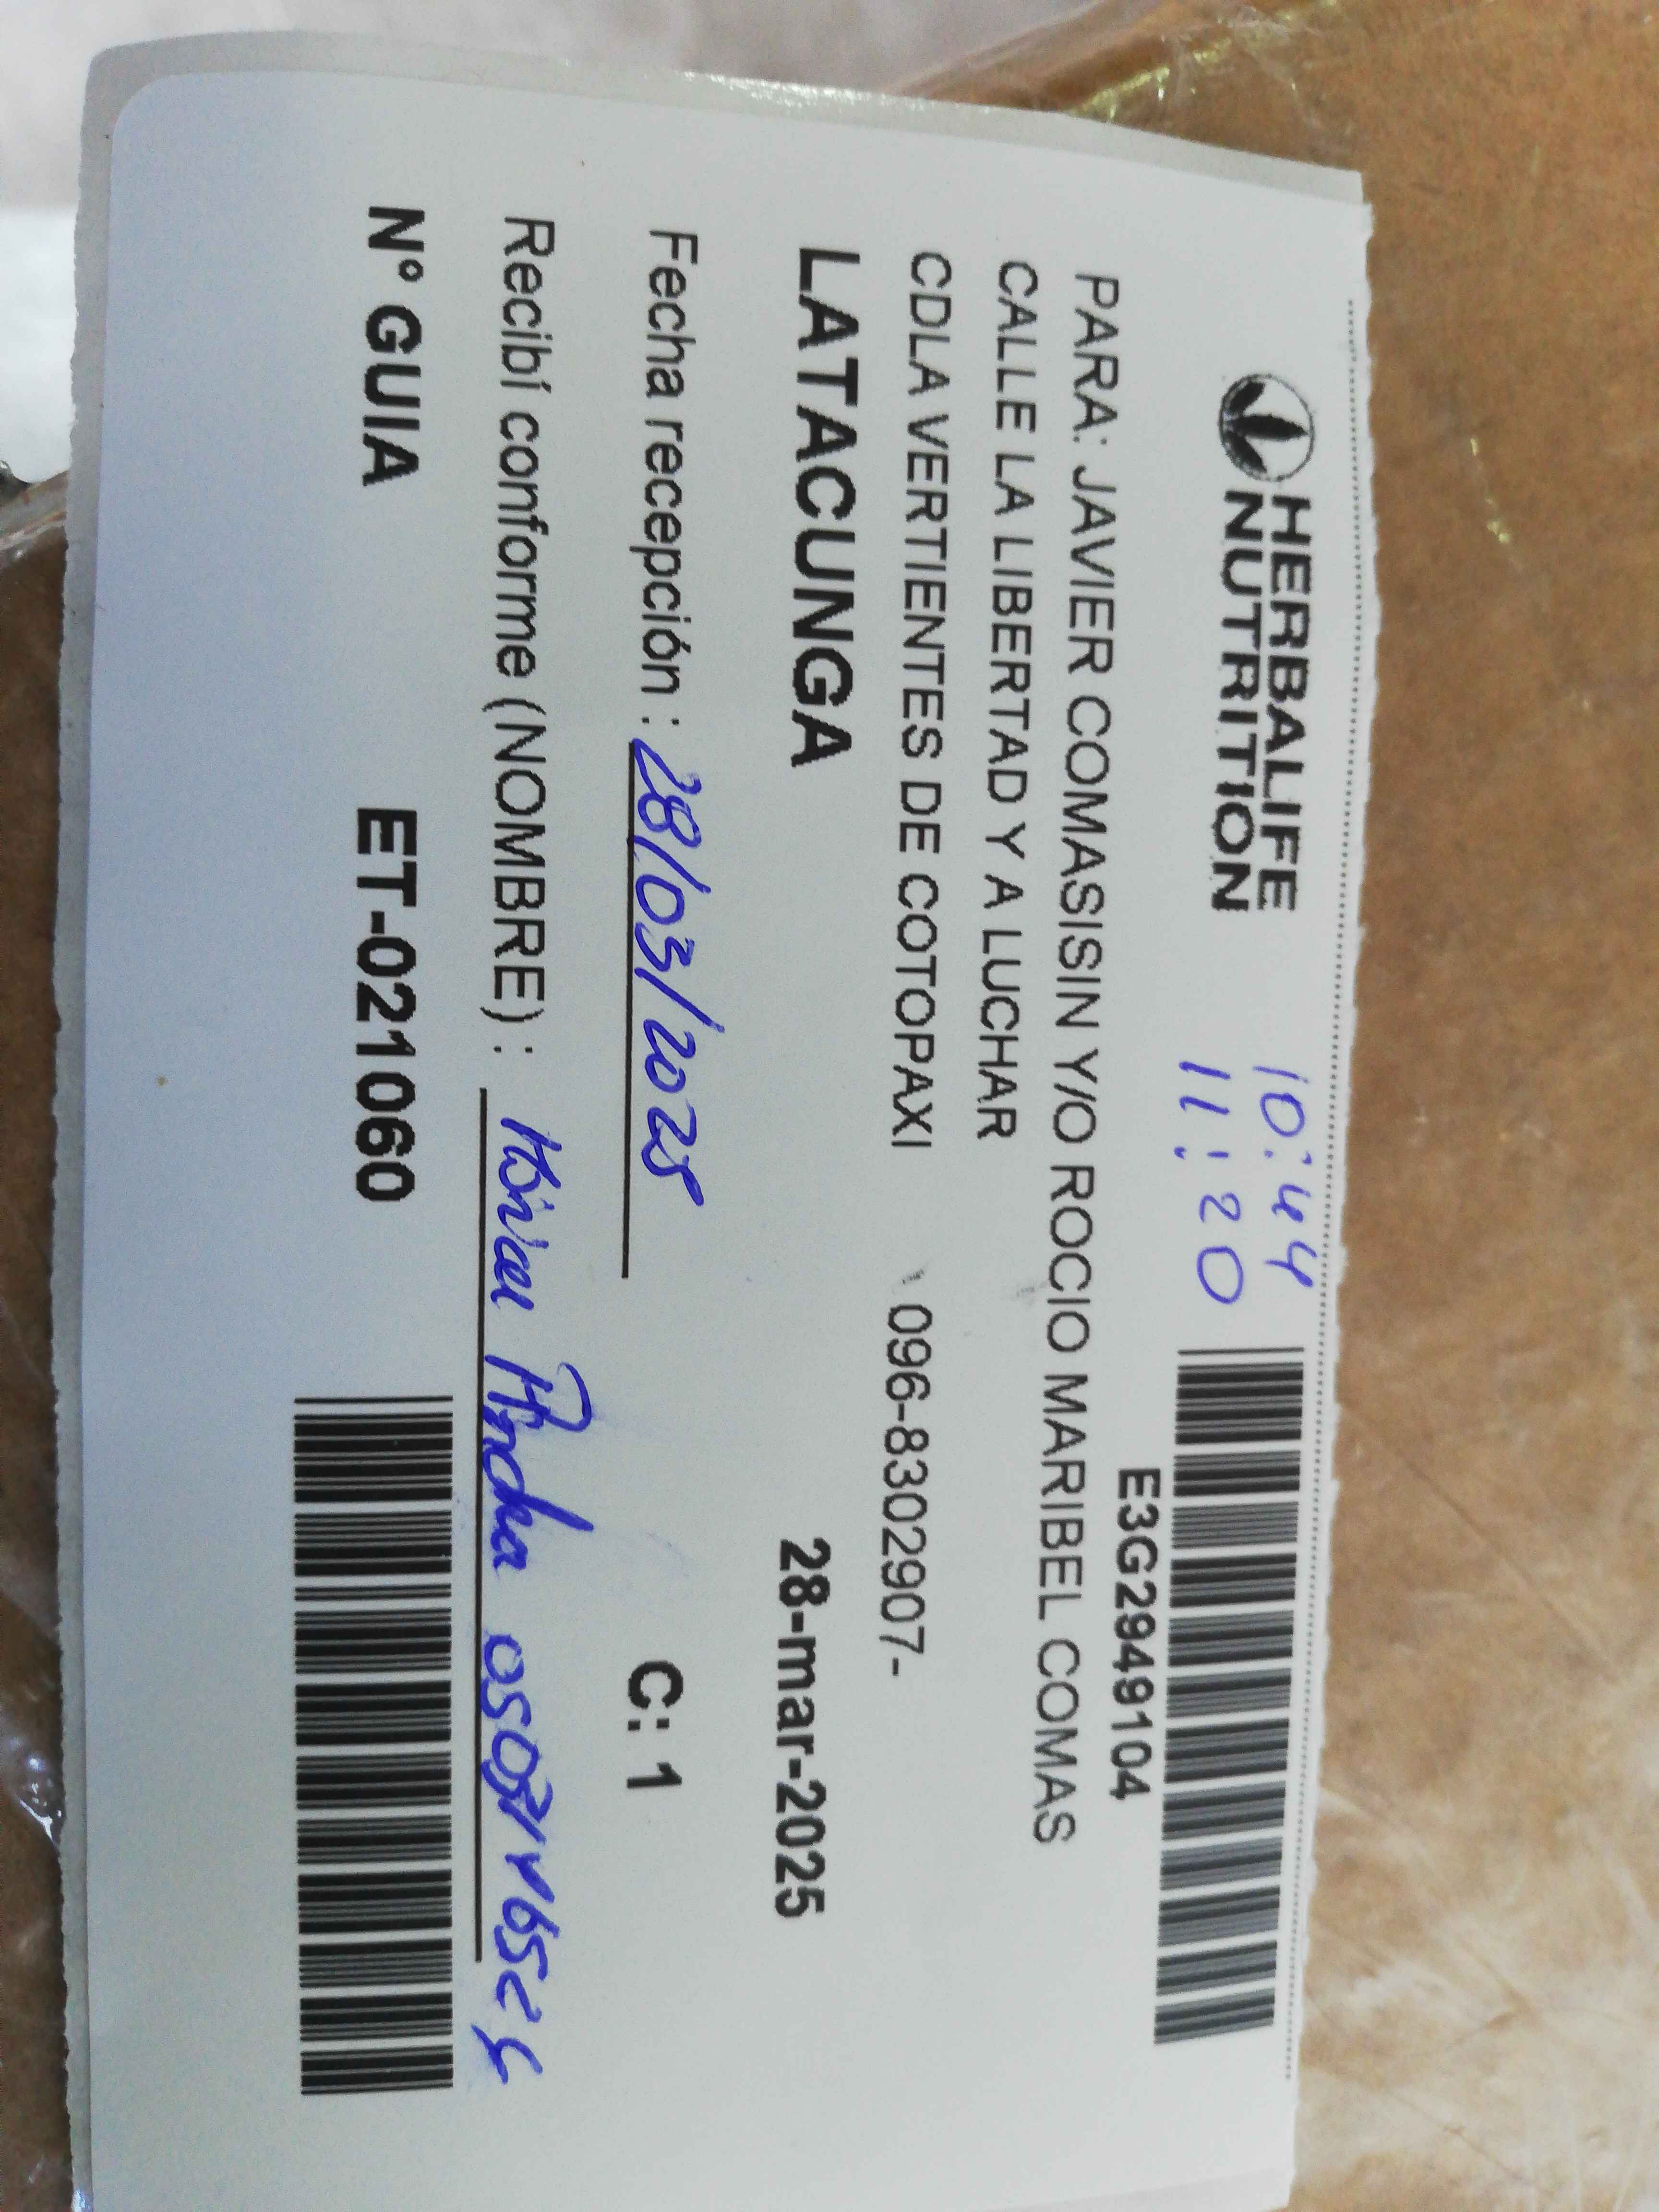 HERBALIFE
NUTRITION
10:44
11:20
E3G2949104
PARA: JAVIER COMASISIN Y/O ROCIO MARIBEL COMAS
CALLE LA LIBERTAD Y A LUCHAR
CDLA VERTIENTES DE COTOPAXI 096-8302907-
LATACUNGA 28-mar-2025
Fecha recepción : 28/03/2025 C: 1
Recibí conforme (NOMBRE) :
N° GUIA ET-021060